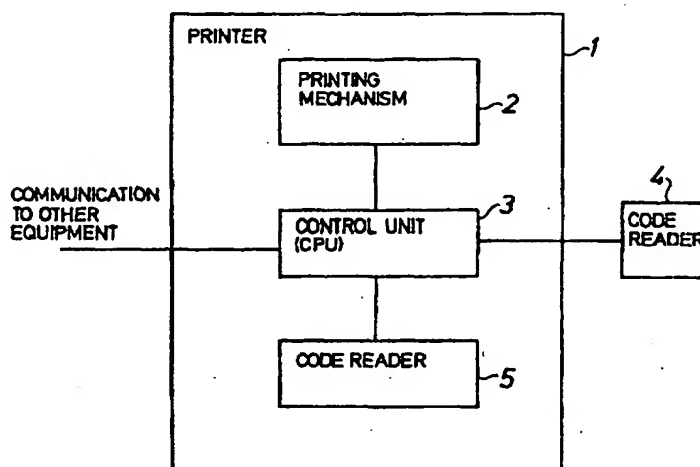 PRINTER
1
PRINTING
MECHANISM
2
COMMUNICATION
TO OTHER
EQUIPMENT
CONTROL UNIT
(CPU)
3
4
CODE
READER
CODE READER
5